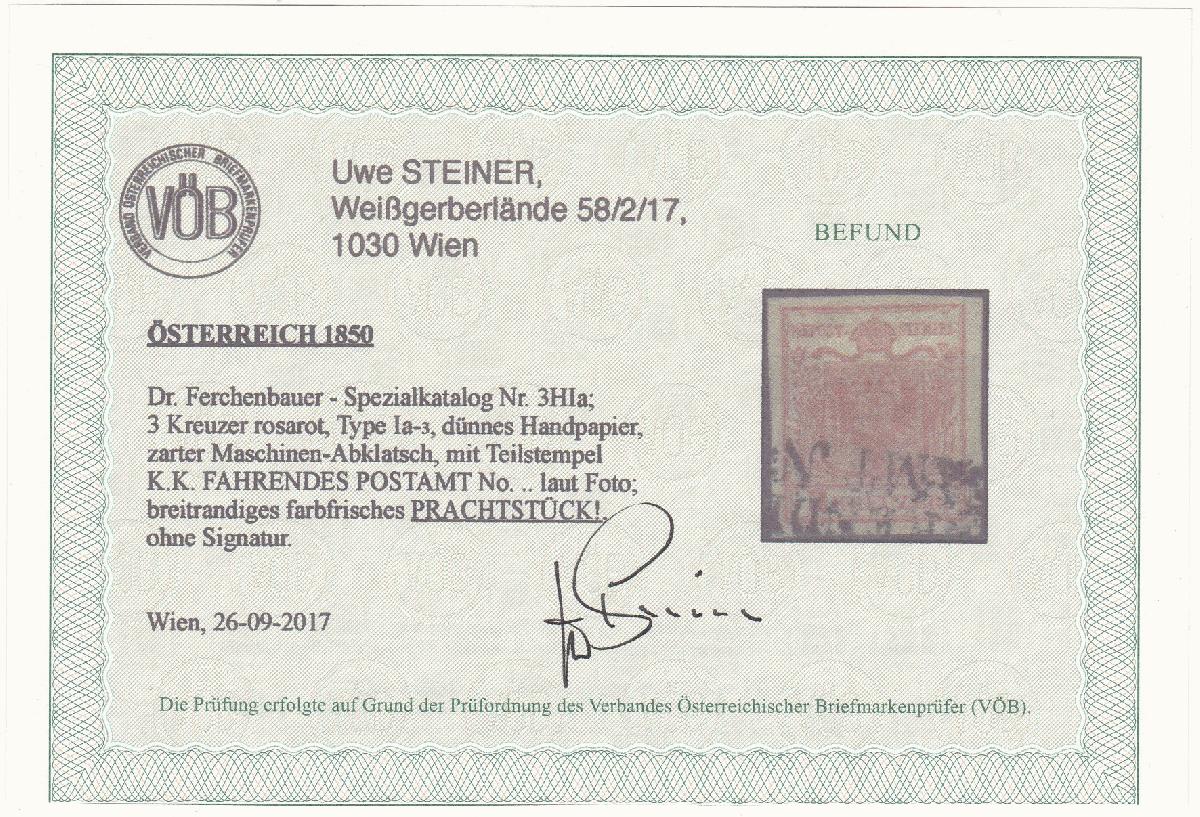 VERBAND ÖSTERREICHISCHER BRIEFMARKENPRÜFER
VÖB
Uwe STEINER,
Weißgerberlände 58/2/17,
1030 Wien
BEFUND
ÖSTERREICH 1850
Dr. Ferchenbauer - Spezialkatalog Nr. 3HIa;
3 Kreuzer rosarot, Type Ia-3, dünnes Handpapier,
zarter Maschinen-Abklatsch, mit Teilstempel
K.K. FAHRENDES POSTAMT No. .. laut Foto;
breitrandiges farbfrisches PRACHTSTÜCK!,
ohne Signatur.
Wien, 26-09-2017
Die Prüfung erfolgte auf Grund der Prüfordnung des Verbandes Österreichischer Briefmarkenprüfer (VÖB).